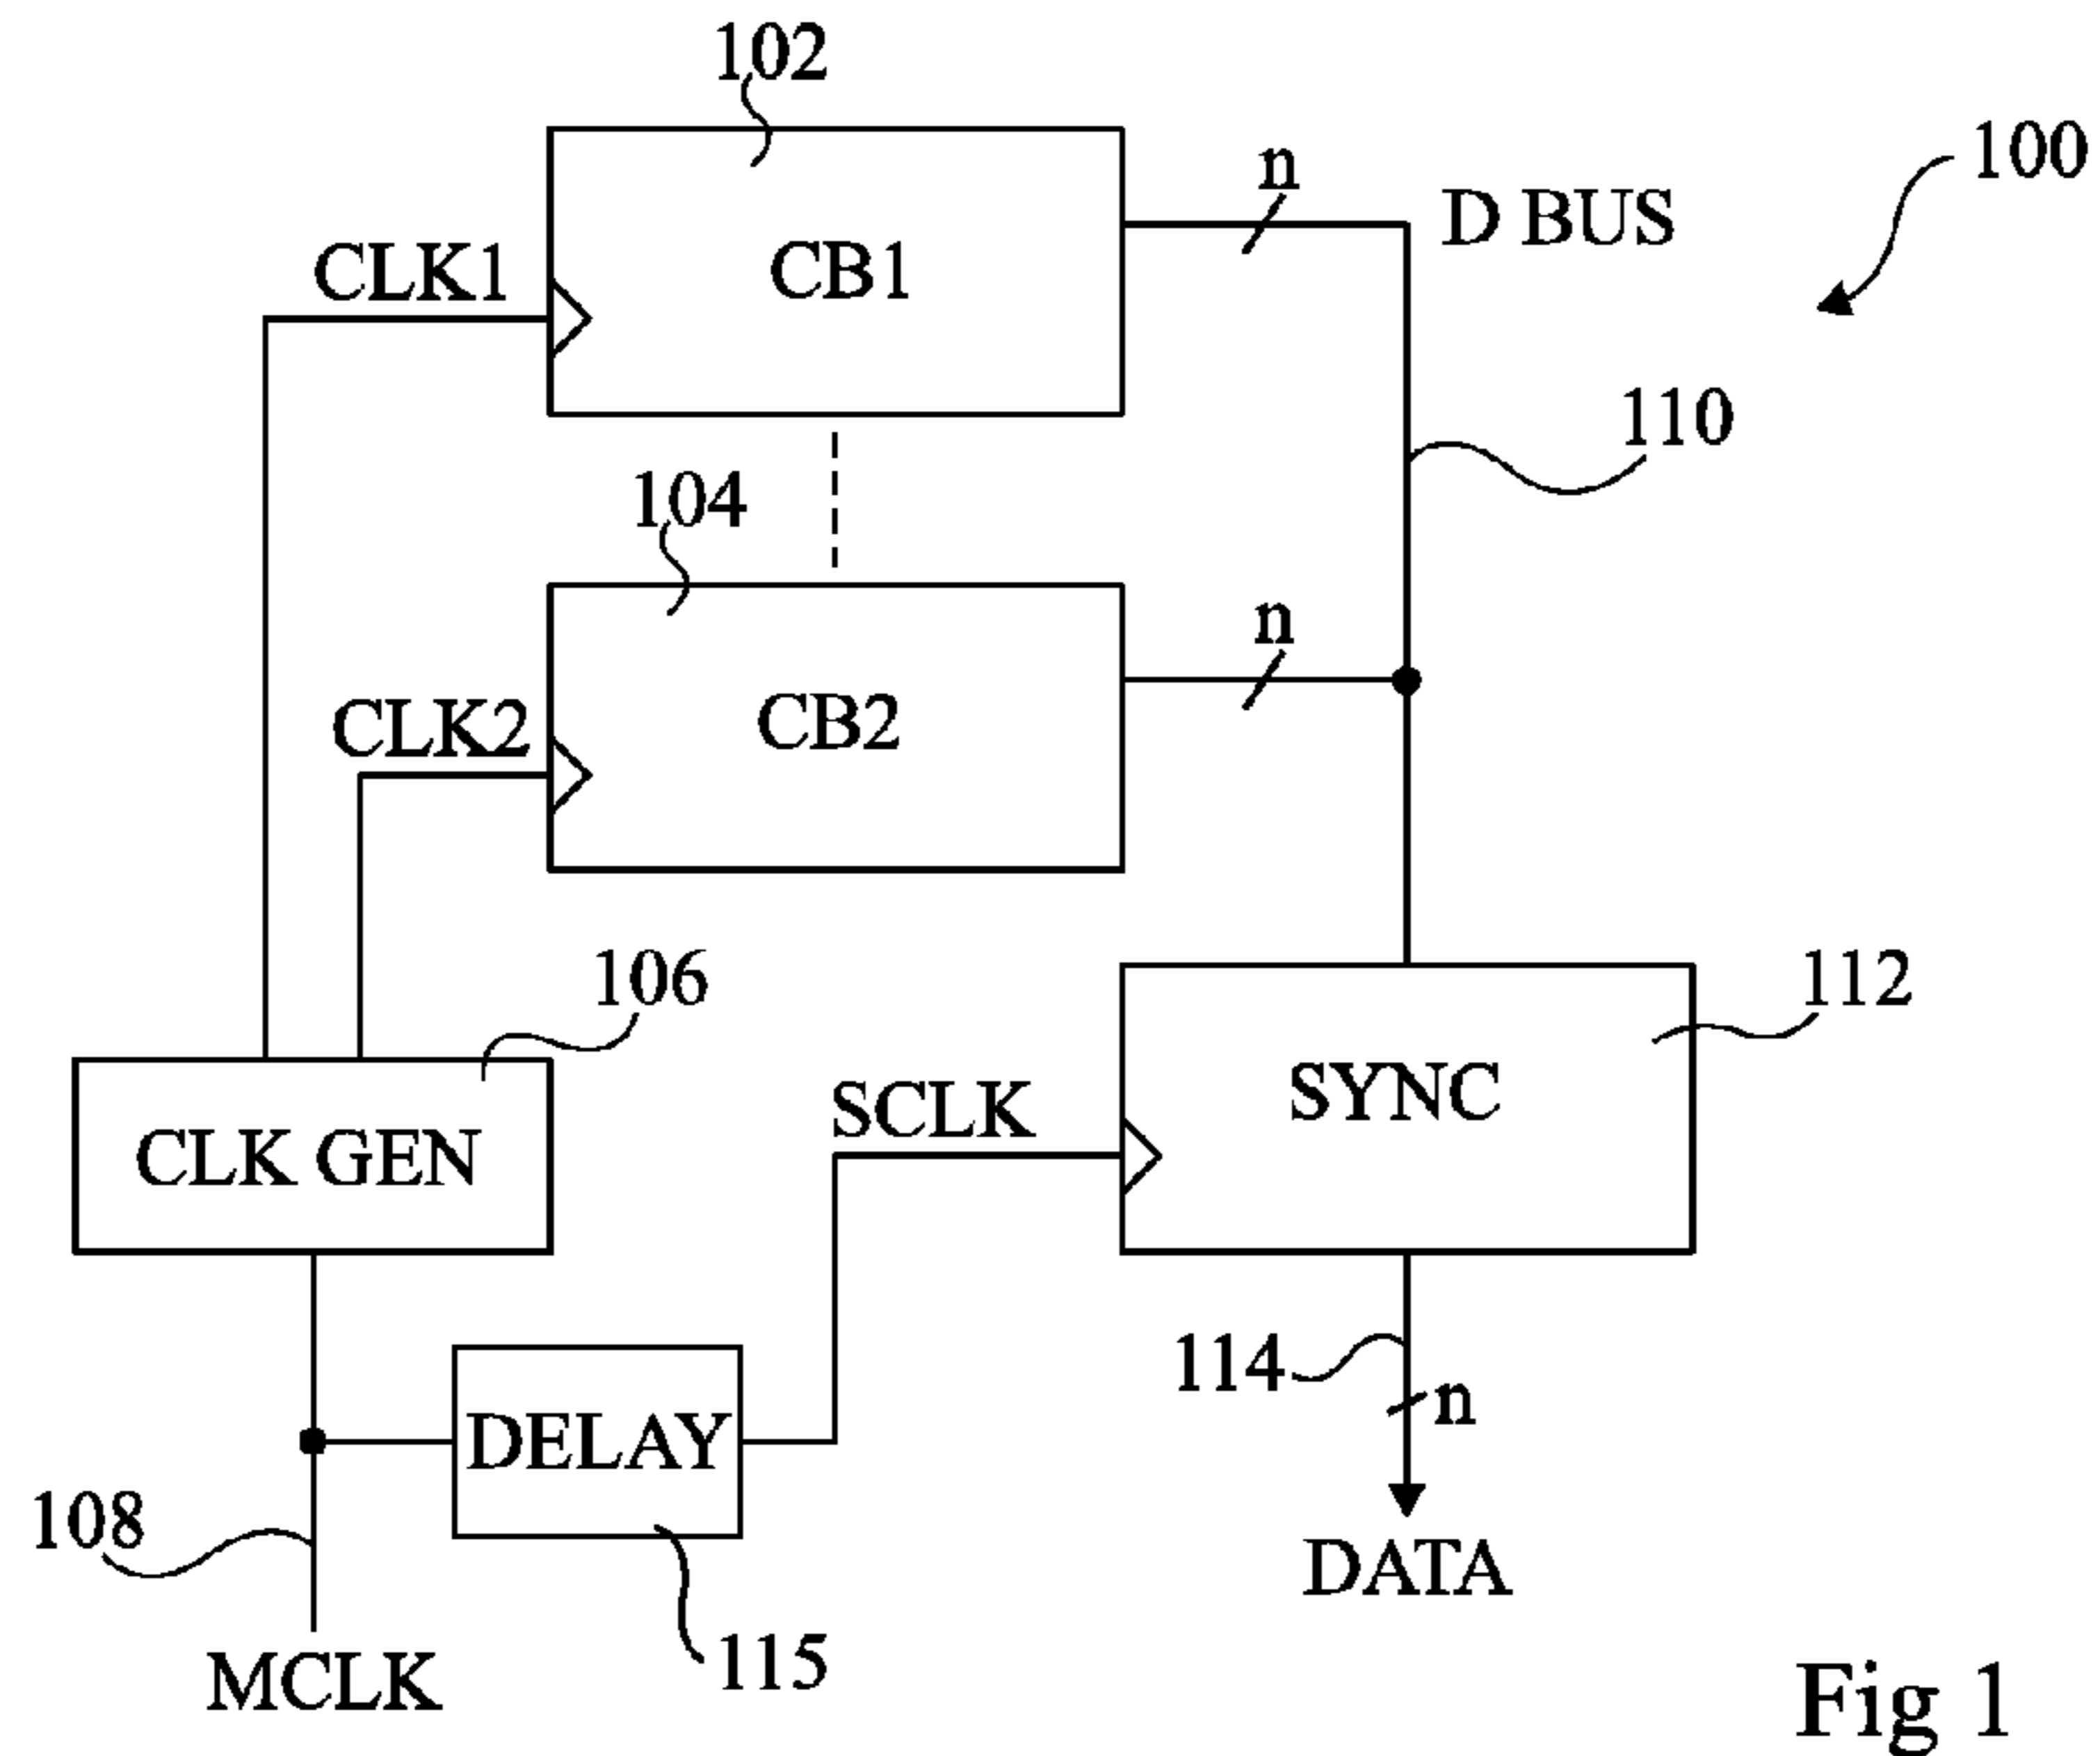 102
100
n
D BUS
CLK1
CB1
110
104
n
CLK2
CB2
106
112
SYNC
SCLK
CLK GEN
114
n
DELAY
108
DATA
115
MCLK
Fig 1